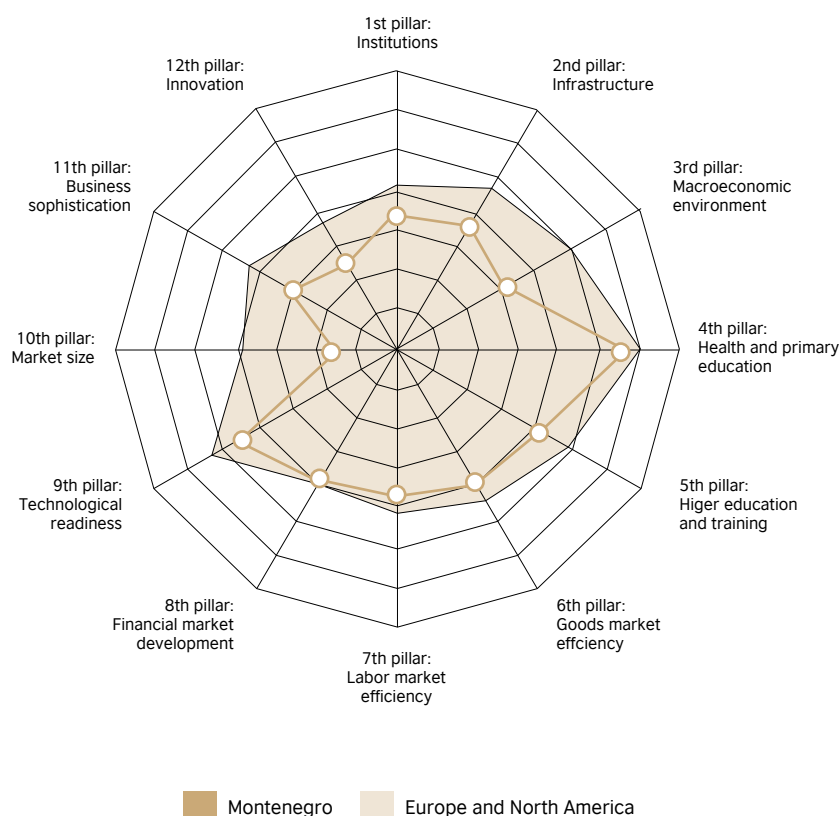 1st pillar:
Institutions
2nd pillar:
Infrastructure
3rd pillar:
Macroeconomic
environment
4th pillar:
Health and primary
education
5th pillar:
Higer education
and training
6th pillar:
Goods market
effciency
7th pillar:
Labor market
efficiency
8th pillar:
Financial market
development
9th pillar:
Technological
readiness
10th pillar:
Market size
11th pillar:
Business
sophistication
12th pillar:
Innovation
Montenegro
Europe and North America